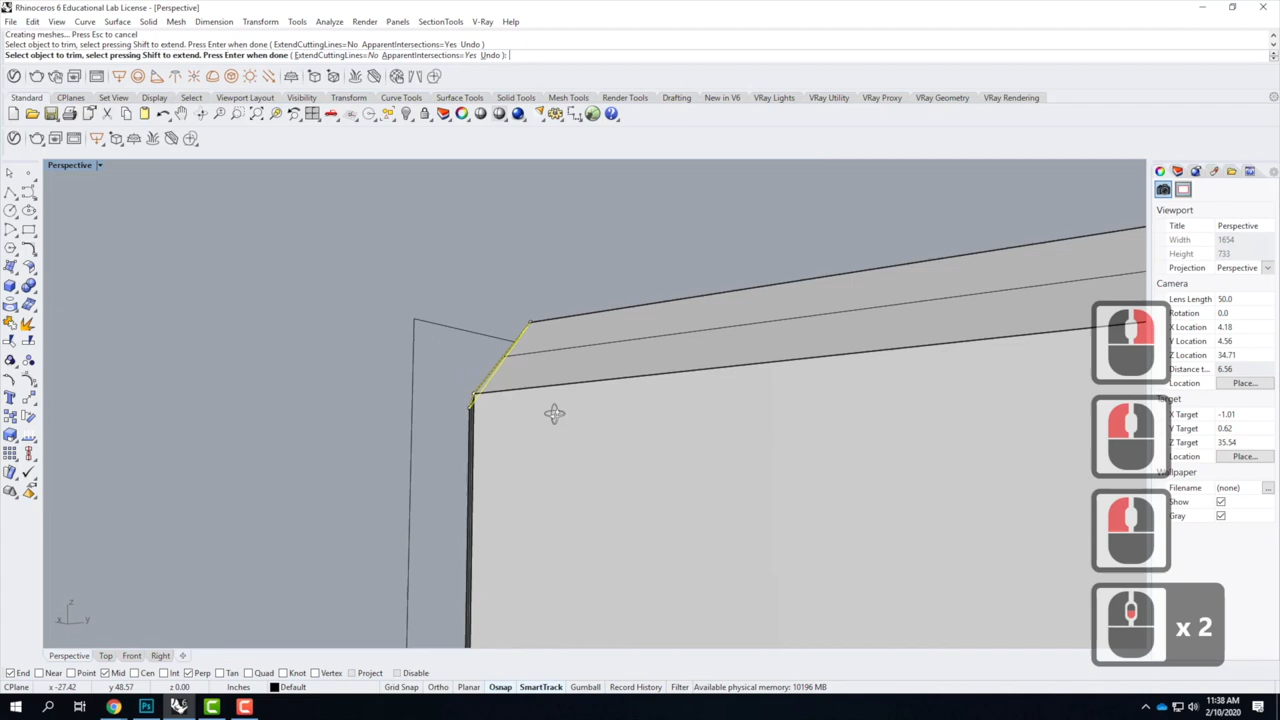 Rhinoceros 6 Educational Lab License - [Perspective]
File Edit View Curve Surface Solid Mesh Dimension Transform Tools Analyze Render Panels SectionTools V-Ray Help
Creating meshes... Press Esc to cancel
Select object to trim, select pressing Shift to extend. Press Enter when done ( ExtendCuttingLines=No ApparentIntersections=Yes Undo )
Select object to trim, select pressing Shift to extend. Press Enter when done ( ExtendCuttingLines=No ApparentIntersections=Yes Undo ):
Standard CPlanes Set View Display Select Viewport Layout Visibility Transform Curve Tools Surface Tools Solid Tools Mesh Tools Render Tools Drafting New in V6 VRay Lights VRay Utility VRay Proxy VRay Geometry VRay Rendering
Perspective
Viewport
Title Perspective
Width 1654
Height 733
Projection Perspective
Camera
Lens Length 50.0
Rotation 0.0
X Location 4.18
Y Location 4.56
Z Location 34.71
Distance t... 6.56
Location Place...
Target
X Target -1.01
Y Target 0.62
Z Target 35.54
Location Place...
Wallpaper
Filename (none) ...
Show
Gray
x 2
z
x y
Perspective Top Front Right
End Near Point Mid Cen Int Perp Tan Quad Knot Vertex Project Disable
CPlane x -27.42 y 48.57 z 0.00 Inches Default Grid Snap Ortho Planar Osnap SmartTrack Gumball Record History Filter Available physical memory: 10196 MB
Ps C C
11:38 AM
2/10/2020